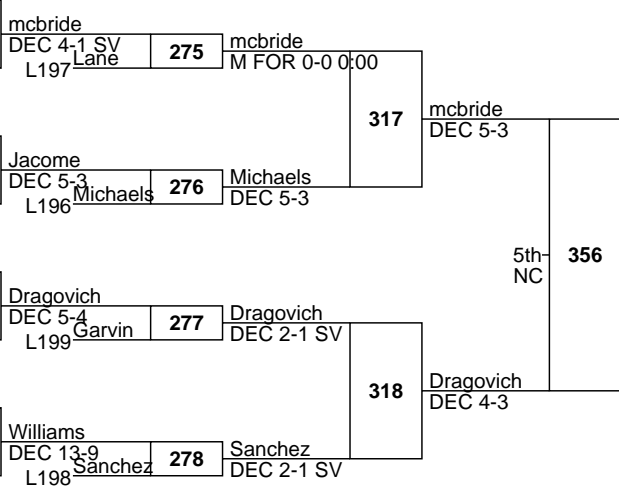 mcbride
DEC 4-1 SV
L197 Lane
275
mcbride
M FOR 0-0 0:00
317
mcbride
DEC 5-3
Jacome
DEC 5-3
L196 Michaels
276
Michaels
DEC 5-3
5th
NC
356
Dragovich
DEC 5-4
L199 Garvin
277
Dragovich
DEC 2-1 SV
318
Dragovich
DEC 4-3
Williams
DEC 13-9
L198 Sanchez
278
Sanchez
DEC 2-1 SV